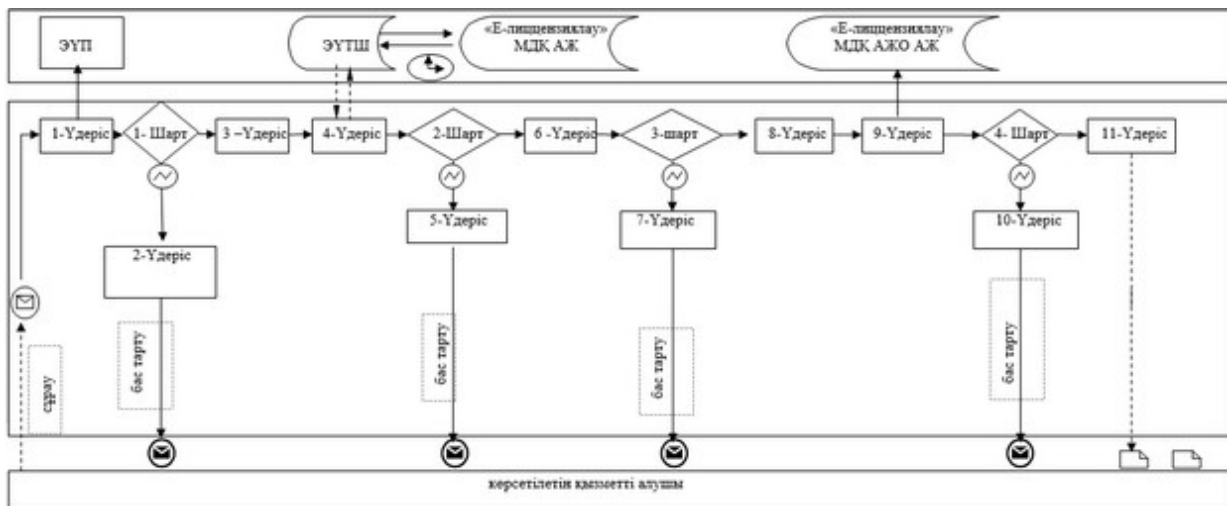 ЭҮП
ЭҮТШ
«Е-лиццензиялау»
МДҚ АЖ
«Е-лиццензиялау»
МДҚ АЖО АЖ
1-Үдеріс
1- Шарт
3 –Үдеріс
4-Үдеріс
2-Шарт
6 -Үдеріс
3-шарт
8-Үдеріс
9-Үдеріс
4- Шарт
11-Үдеріс
2-Үдеріс
5-Үдеріс
7-Үдеріс
10-Үдеріс
сұрау
бас тарту
бас тарту
бас тарту
бас тарту
көрсетілетін қызметті алушы